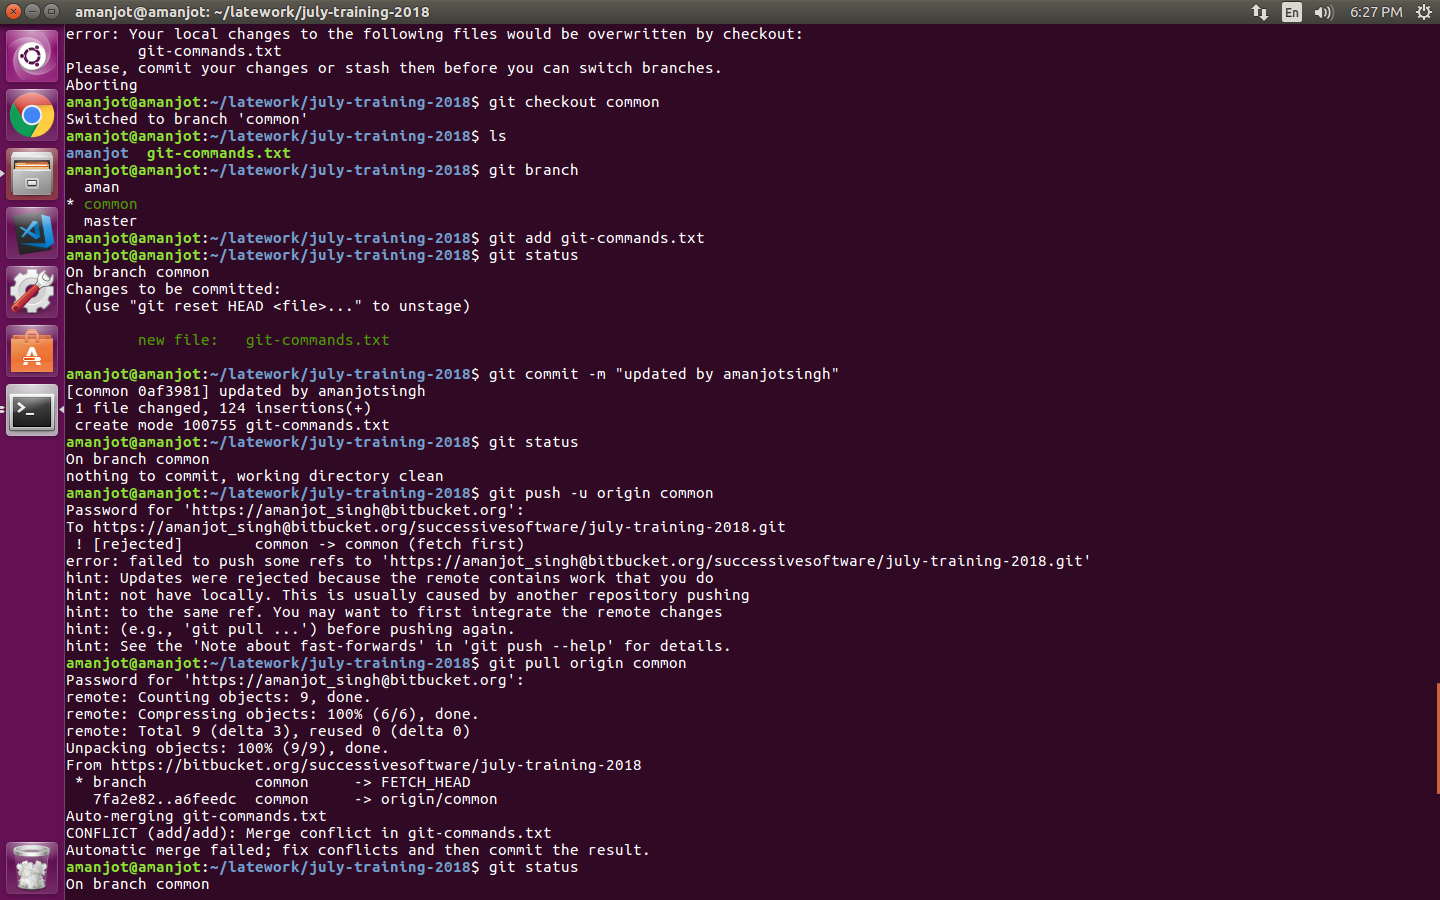 amanjot@amanjot: ~/latework/july-training-2018
En
6:27 PM
error: Your local changes to the following files would be overwritten by checkout:
        git-commands.txt
Please, commit your changes or stash them before you can switch branches.
Aborting
amanjot@amanjot:~/latework/july-training-2018$ git checkout common
Switched to branch 'common'
amanjot@amanjot:~/latework/july-training-2018$ ls
amanjot  git-commands.txt
amanjot@amanjot:~/latework/july-training-2018$ git branch
  aman
* common
  master
amanjot@amanjot:~/latework/july-training-2018$ git add git-commands.txt
amanjot@amanjot:~/latework/july-training-2018$ git status
On branch common
Changes to be committed:
  (use "git reset HEAD <file>..." to unstage)
        new file:   git-commands.txt
amanjot@amanjot:~/latework/july-training-2018$ git commit -m "updated by amanjotsingh"
[common 0af3981] updated by amanjotsingh
 1 file changed, 124 insertions(+)
 create mode 100755 git-commands.txt
amanjot@amanjot:~/latework/july-training-2018$ git status
On branch common
nothing to commit, working directory clean
amanjot@amanjot:~/latework/july-training-2018$ git push -u origin common
Password for 'https://amanjot_singh@bitbucket.org':
To https://amanjot_singh@bitbucket.org/successivesoftware/july-training-2018.git
 ! [rejected]        common -> common (fetch first)
error: failed to push some refs to 'https://amanjot_singh@bitbucket.org/successivesoftware/july-training-2018.git'
hint: Updates were rejected because the remote contains work that you do
hint: not have locally. This is usually caused by another repository pushing
hint: to the same ref. You may want to first integrate the remote changes
hint: (e.g., 'git pull ...') before pushing again.
hint: See the 'Note about fast-forwards' in 'git push --help' for details.
amanjot@amanjot:~/latework/july-training-2018$ git pull origin common
Password for 'https://amanjot_singh@bitbucket.org':
remote: Counting objects: 9, done.
remote: Compressing objects: 100% (6/6), done.
remote: Total 9 (delta 3), reused 0 (delta 0)
Unpacking objects: 100% (9/9), done.
From https://bitbucket.org/successivesoftware/july-training-2018
 * branch            common     -> FETCH_HEAD
   7fa2e82..a6feedc  common     -> origin/common
Auto-merging git-commands.txt
CONFLICT (add/add): Merge conflict in git-commands.txt
Automatic merge failed; fix conflicts and then commit the result.
amanjot@amanjot:~/latework/july-training-2018$ git status
On branch common